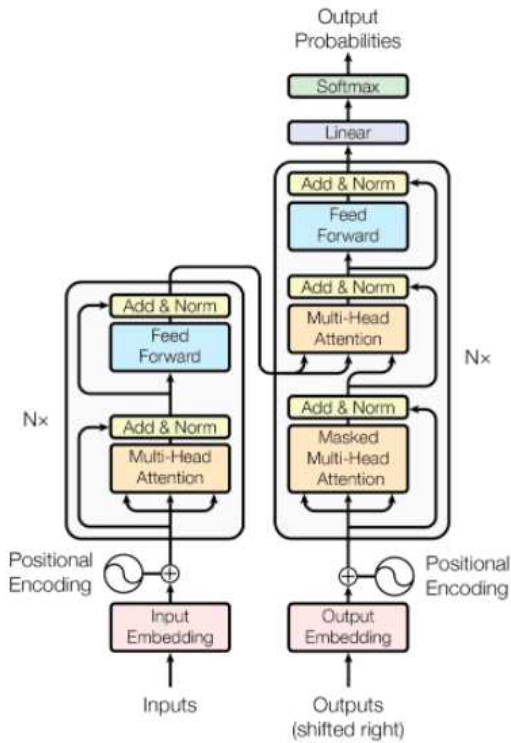 Output
Probabilities
Softmax
Linear
Add & Norm
Feed
Forward
Add & Norm
Multi-Head
Attention
Add & Norm
Masked
Multi-Head
Attention
N×
Add & Norm
Feed
Forward
Add & Norm
Multi-Head
Attention
N×
Positional
Encoding
Input
Embedding
Inputs
Positional
Encoding
Output
Embedding
Outputs
(shifted right)